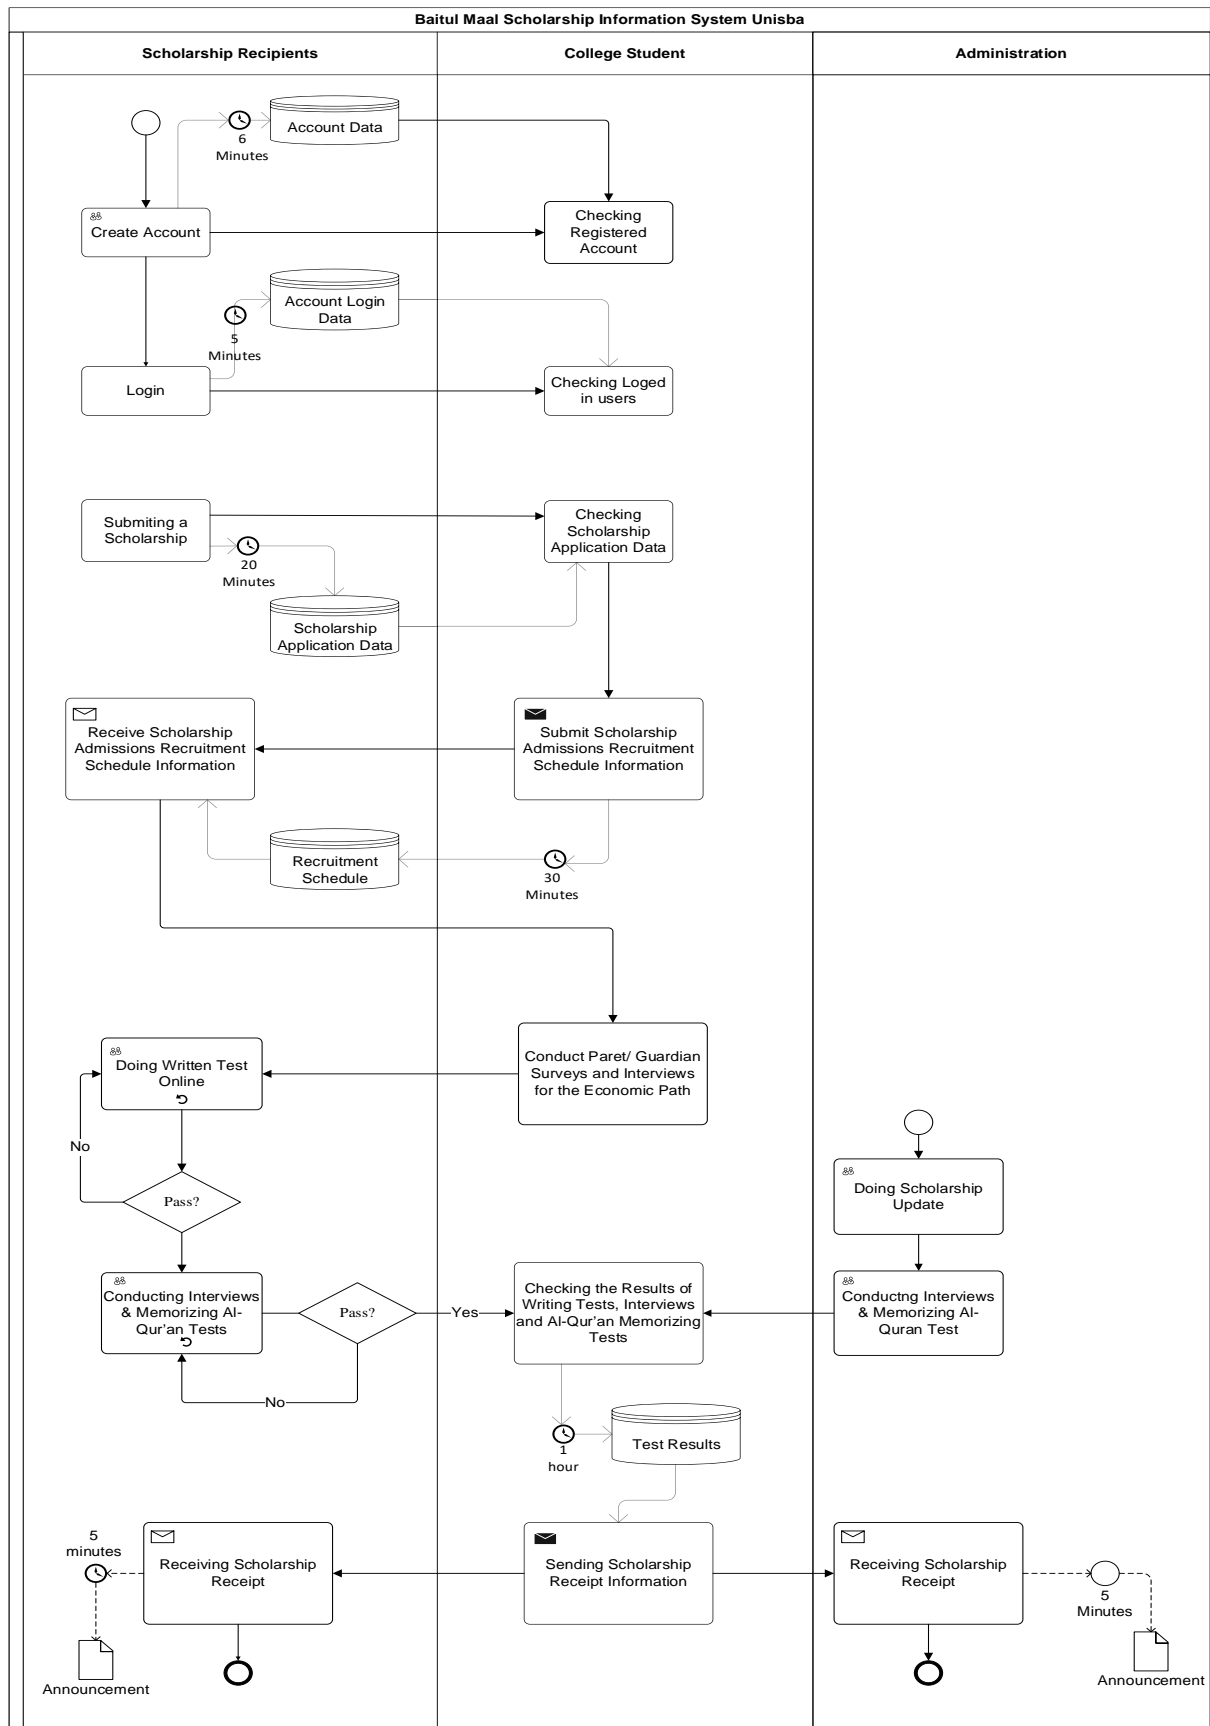 Baitul Maal Scholarship Information System Unisba
Scholarship Recipients
College Student
Administration
6
Minutes
Account Data
Create Account
Checking
Registered
Account
Account Login
Data
5
Minutes
Login
Checking Loged
in users
Submiting a
Scholarship
Checking
Scholarship
Application Data
20
Minutes
Scholarship
Application Data
Receive Scholarship
Admissions Recruitment
Schedule Information
Submit Scholarship
Admissions Recruitment
Schedule Information
Recruitment
Schedule
30
Minutes
Doing Written Test
Online
Conduct Paret/ Guardian
Surveys and Interviews
for the Economic Path
No
Pass?
Doing Scholarship
Update
Conducting Interviews
& Memorizing Al-
Qur'an Tests
Pass?
Yes
Checking the Results of
Writing Tests, Interviews
and Al-Qur'an Memorizing
Tests
Conductng Interviews
& Memorizing Al-
Quran Test
No
1
hour
Test Results
5
minutes
Receiving Scholarship
Receipt
Sending Scholarship
Receipt Information
Receiving Scholarship
Receipt
5
Minutes
Announcement
Announcement